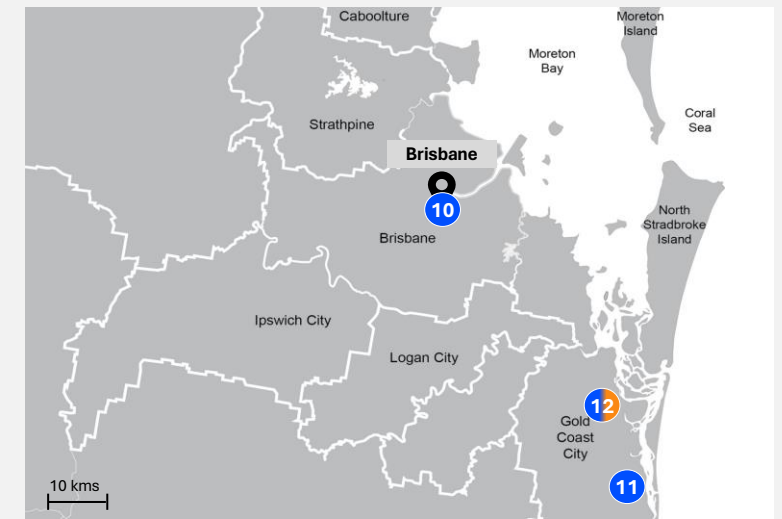 Caboolture
Moreton
Island
Moreton
Bay
Strathpine
Coral
Sea
Brisbane
10
North
Stradbroke
Island
Brisbane
Ipswich City
Logan City
12
Gold
Coast
City
11
10 kms